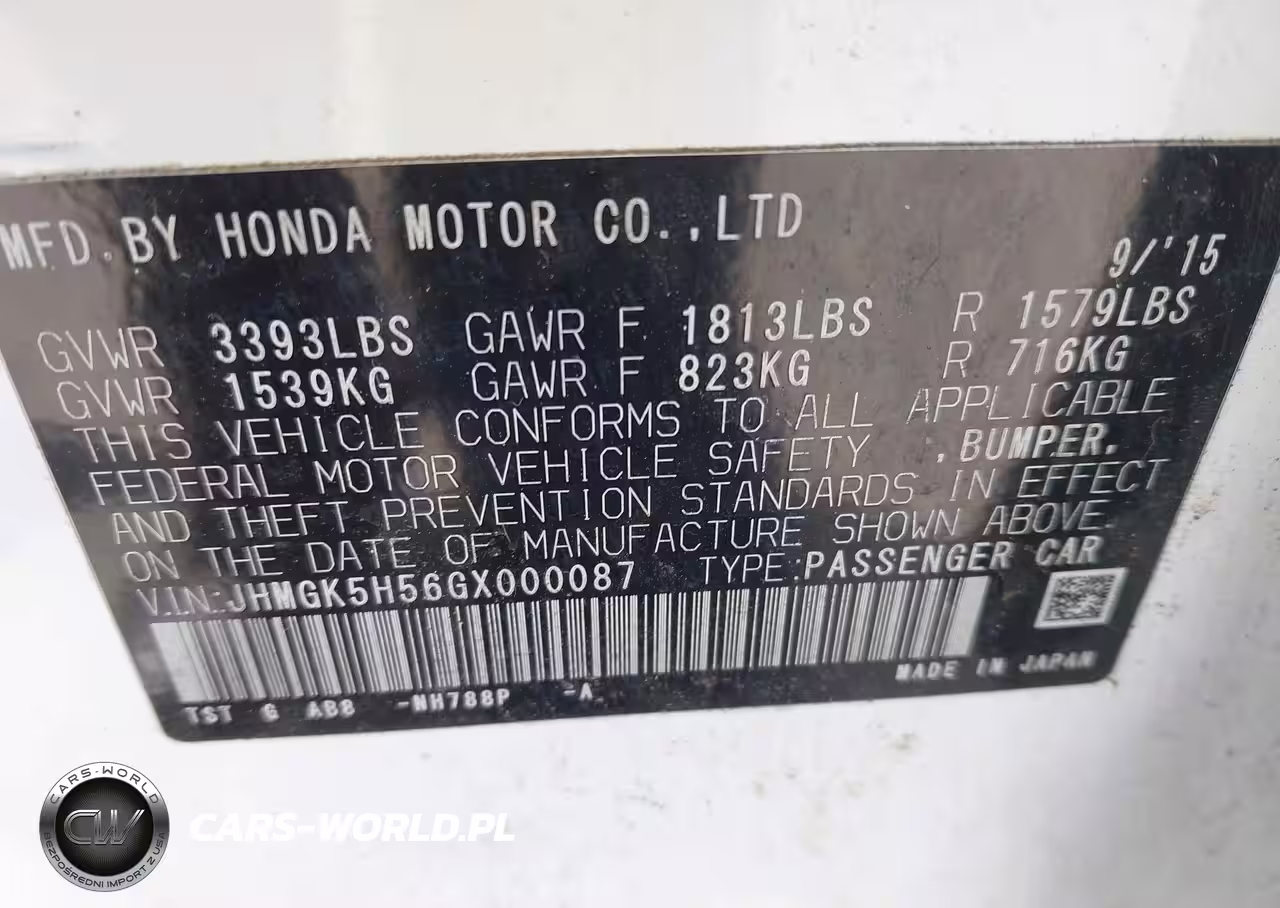 MFD.BY HONDA MOTOR CO.,LTD
9/'15
GVWR 3393LBS GAWR F 1813LBS R 1579LBS
GVWR 1539KG GAWR F 823KG R 716KG
THIS VEHICLE CONFORMS TO ALL APPLICABLE
FEDERAL MOTOR VEHICLE SAFETY ,BUMPER,
AND THEFT PREVENTION STANDARDS IN EFFECT
ON THE DATE OF MANUFACTURE SHOWN ABOVE.
V.I.N:JHMGK5H56GX000087 TYPE:PASSENGER CAR
MADE IN JAPAN
TST G AB8 -NH788P -A
CARS-WORLD
CW
BEZPOŚREDNI IMPORT Z USA
CARS-WORLD.PL